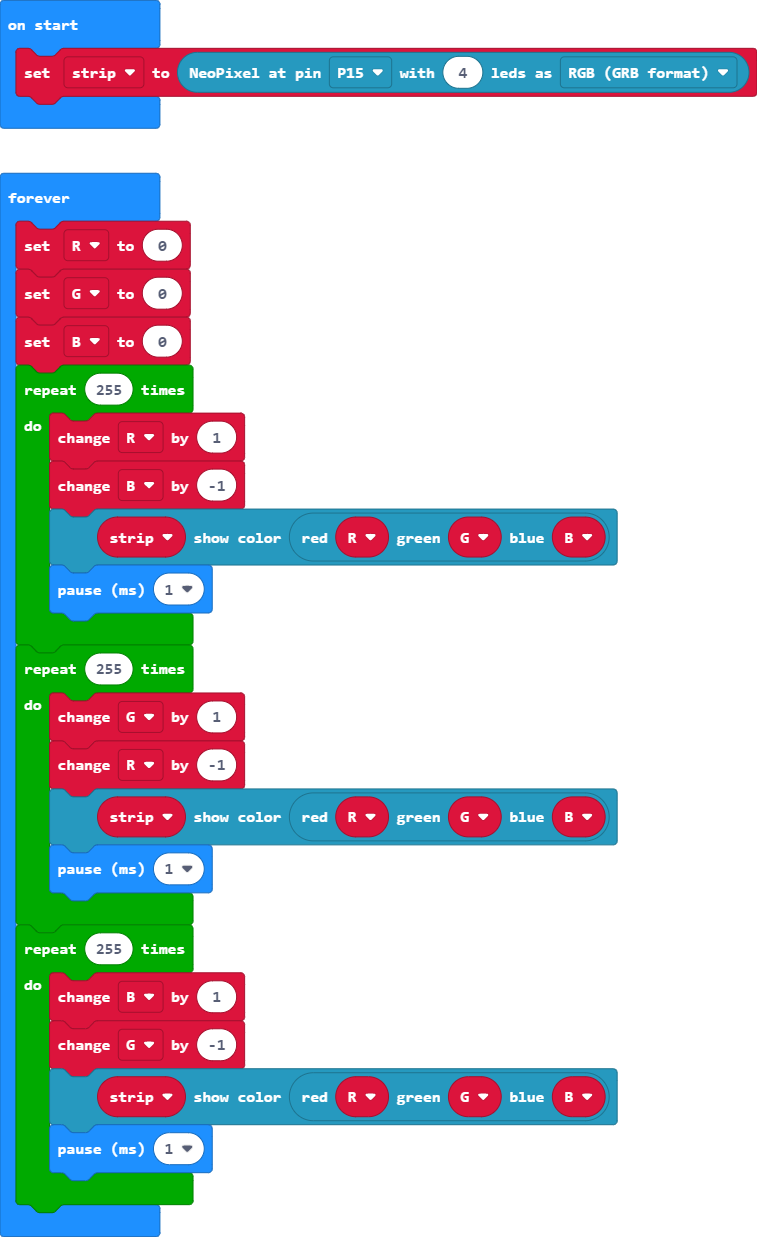 on start
set strip to NeoPixel at pin P15 with 4 leds as RGB (GRB format)
forever
set R to 0
set G to 0
set B to 0
repeat 255 times
do
change R by 1
change B by -1
strip show color red R green G blue B
pause (ms) 1
repeat 255 times
do
change G by 1
change R by -1
strip show color red R green G blue B
pause (ms) 1
repeat 255 times
do
change B by 1
change G by -1
strip show color red R green G blue B
pause (ms) 1